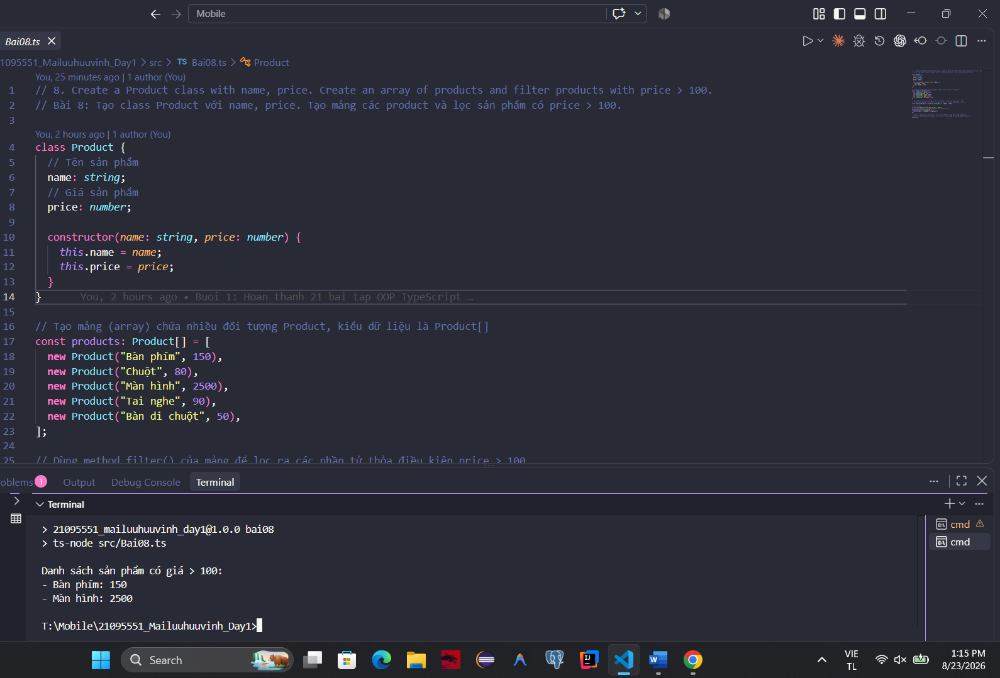 Mobile
Bai08.ts
1095551_Mailuuhuuvinh_Day1 > src > TS Bai08.ts > Product
You, 25 minutes ago | 1 author (You)
1 // 8. Create a Product class with name, price. Create an array of products and filter products with price > 100.
2 // Bài 8: Tạo class Product với name, price. Tạo mảng các product và lọc sản phẩm có price > 100.
3
You, 2 hours ago | 1 author (You)
4 class Product {
5 // Tên sản phẩm
6 name: string;
7 // Giá sản phẩm
8 price: number;
9
10 constructor(name: string, price: number) {
11 this.name = name;
12 this.price = price;
13 }
14 } You, 2 hours ago • Buoi 1: Hoan thanh 21 bai tap OOP TypeScript …
15
16 // Tạo mảng (array) chứa nhiều đối tượng Product, kiểu dữ liệu là Product[]
17 const products: Product[] = [
18 new Product("Bàn phím", 150),
19 new Product("Chuột", 80),
20 new Product("Màn hình", 2500),
21 new Product("Tai nghe", 90),
22 new Product("Bàn di chuột", 50),
23 ];
24
25 // Dùng method filter() của mảng để lọc ra các phần tử thỏa điều kiện price > 100
oblems 1 Output Debug Console Terminal
Terminal
> 21095551_mailuuhuuvinh_day1@1.0.0 bai08
> ts-node src/Bai08.ts
Danh sách sản phẩm có giá > 100:
- Bàn phím: 150
- Màn hình: 2500
T:\Mobile\21095551_Mailuuhuuvinh_Day1>
cmd
cmd
Search
VIE
TL
1:15 PM
8/23/2026